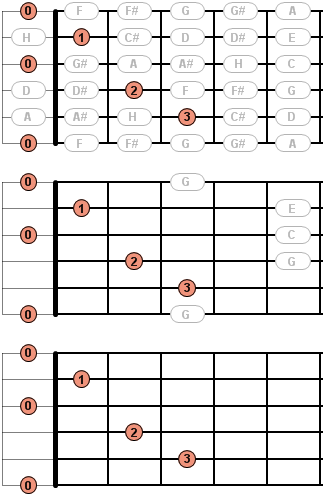 0 F F# G G# A
H 1 C# D D# E
0 G# A A# H C
D D# 2 F F# G
A A# H 3 C# D
0 F F# G G# A
0 G
1 E
0 C
2 G
3
0 G
0
1
0
2
3
0